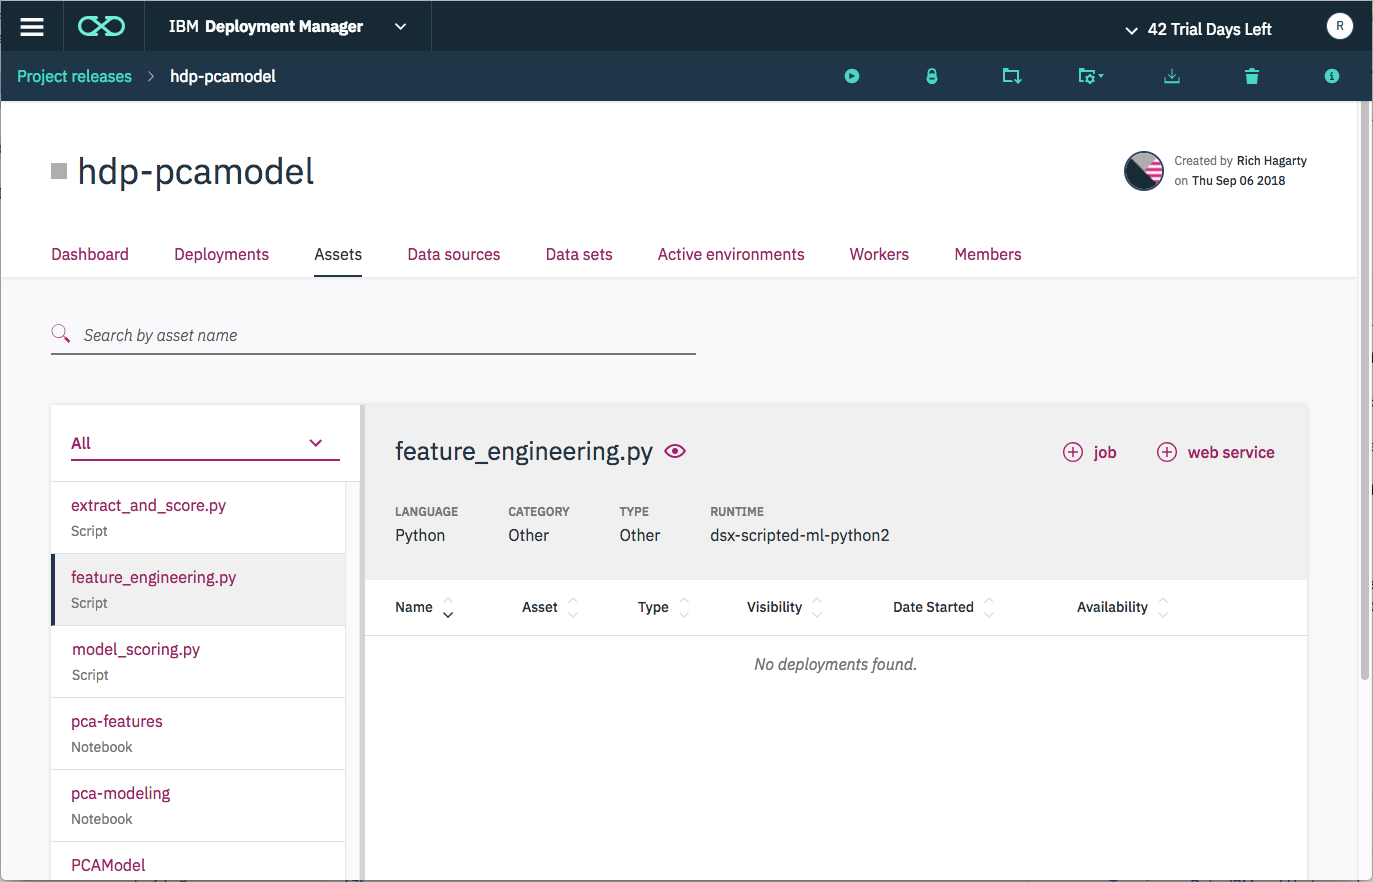 IBM Deployment Manager
42 Trial Days Left
R
Project releases > hdp-pcamodel
hdp-pcamodel
Created by Rich Hagarty
on Thu Sep 06 2018
Dashboard Deployments Assets Data sources Data sets Active environments Workers Members
Search by asset name
All
extract_and_score.py
Script
feature_engineering.py
Script
model_scoring.py
Script
pca-features
Notebook
pca-modeling
Notebook
PCAModel
feature_engineering.py
job
web service
LANGUAGE CATEGORY TYPE RUNTIME
Python Other Other dsx-scripted-ml-python2
Name Asset Type Visibility Date Started Availability
No deployments found.